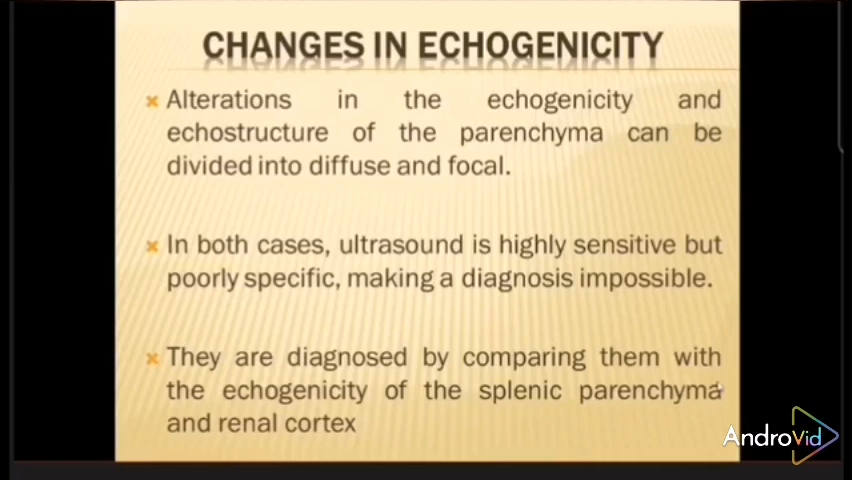 CHANGES IN ECHOGENICITY
Alterations in the echogenicity and
echostructure of the parenchyma can be
divided into diffuse and focal.
In both cases, ultrasound is highly sensitive but
poorly specific, making a diagnosis impossible.
They are diagnosed by comparing them with
the echogenicity of the splenic parenchyma
and renal cortex
AndroVid